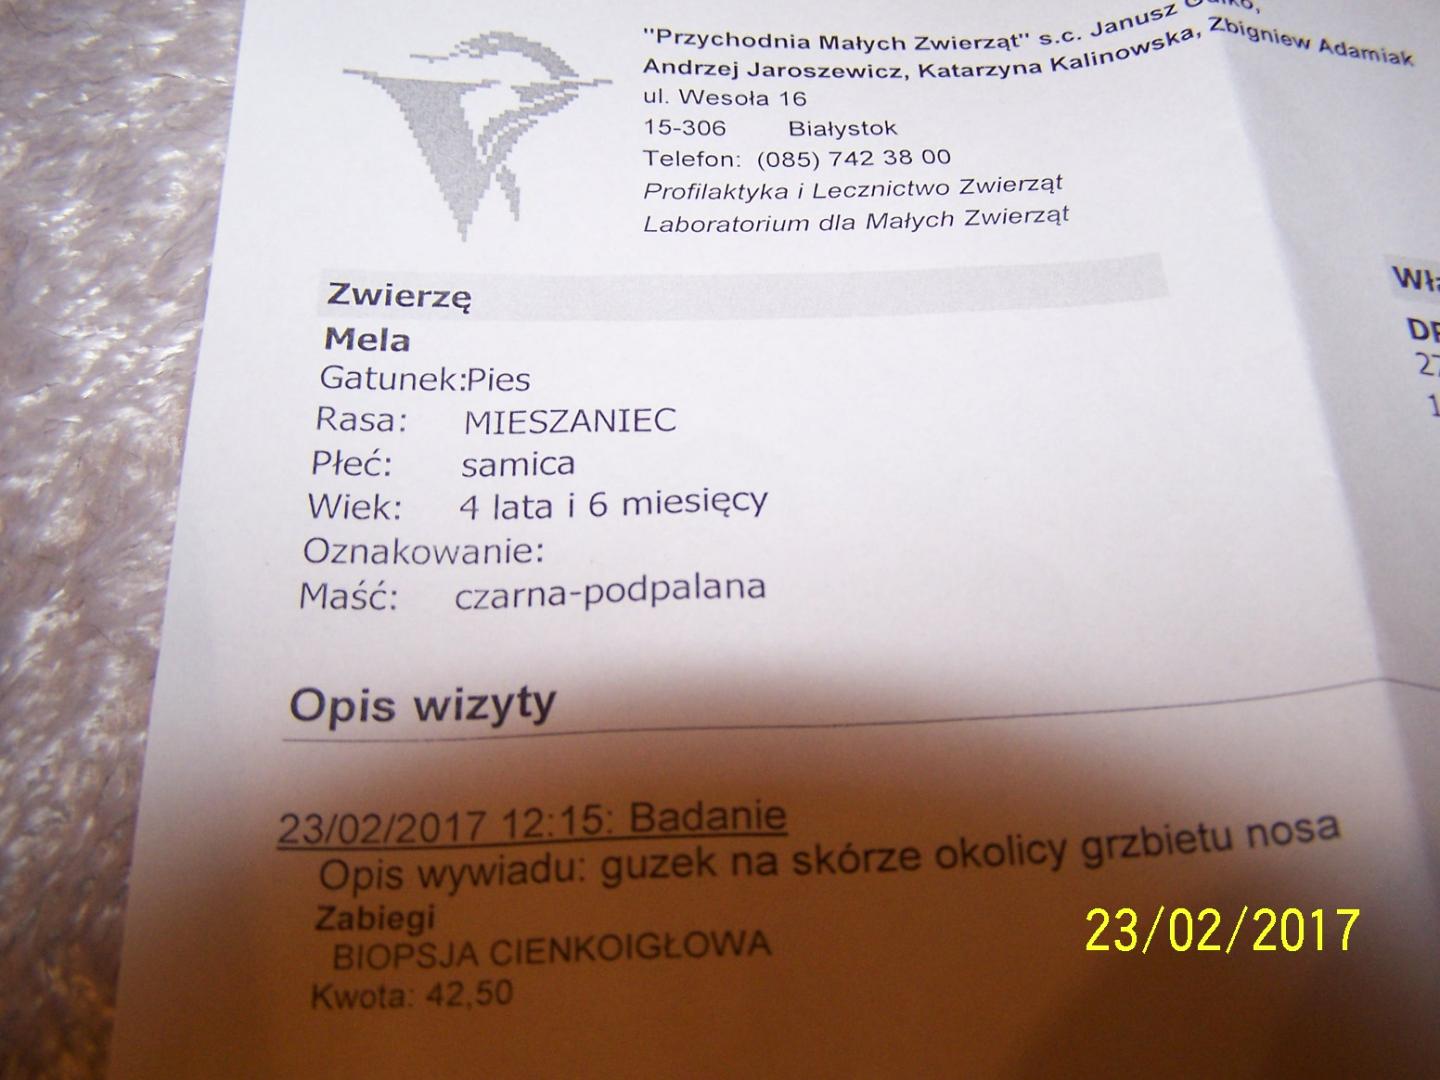 "Przychodnia Małych Zwierząt" s.c. Janusz
Andrzej Jaroszewicz, Katarzyna Kalinowska, Zbigniew Adamiak
ul. Wesoła 16
15-306 Białystok
Telefon: (085) 742 38 00
Profilaktyka i Lecznictwo Zwierząt
Laboratorium dla Małych Zwierząt
Zwierzę
Mela
Gatunek:Pies
Rasa: MIESZANIEC
Płeć: samica
Wiek: 4 lata i 6 miesięcy
Oznakowanie:
Maść: czarna-podpalana
Opis wizyty
23/02/2017 12:15: Badanie
Opis wywiadu: guzek na skórze okolicy grzbietu nosa
Zabiegi
BIOPSJA CIENKOIGŁOWA
Kwota: 42,50
23/02/2017